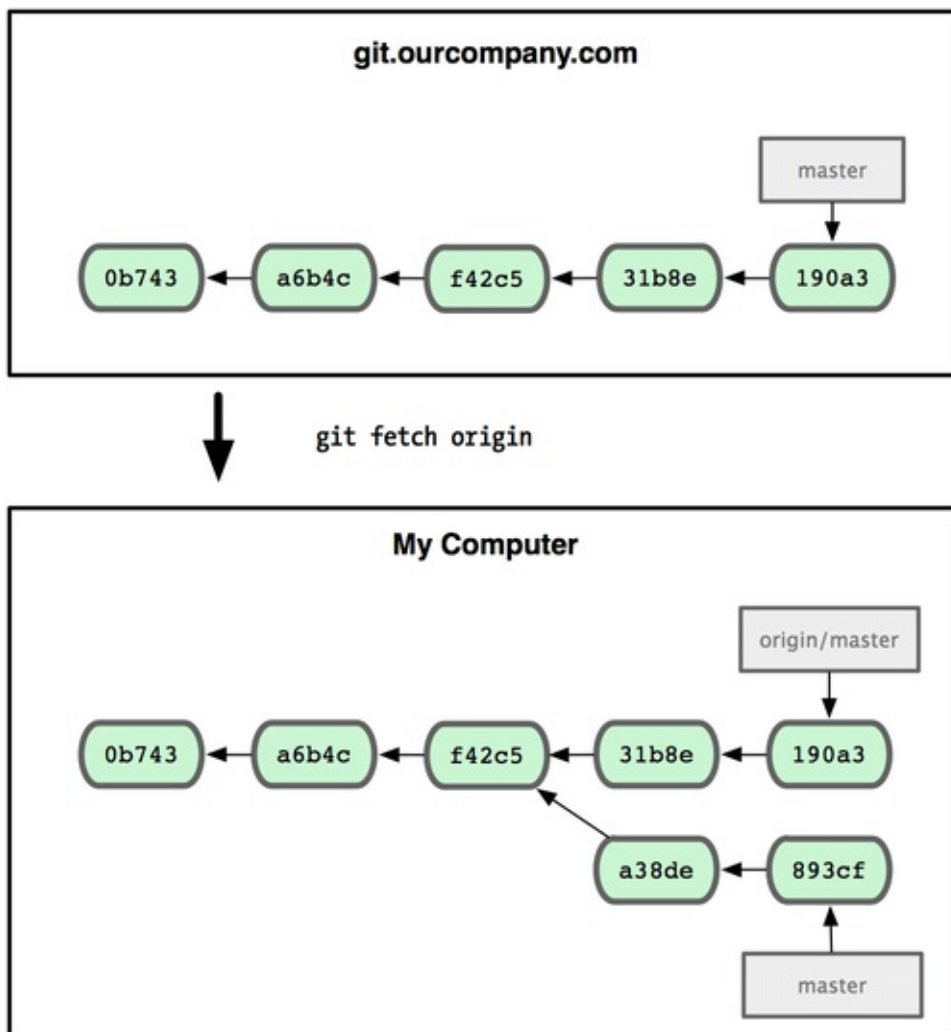 git.ourcompany.com
master
0b743 a6b4c f42c5 31b8e 190a3
git fetch origin
My Computer
origin/master
0b743 a6b4c f42c5 31b8e 190a3
a38de 893cf
master